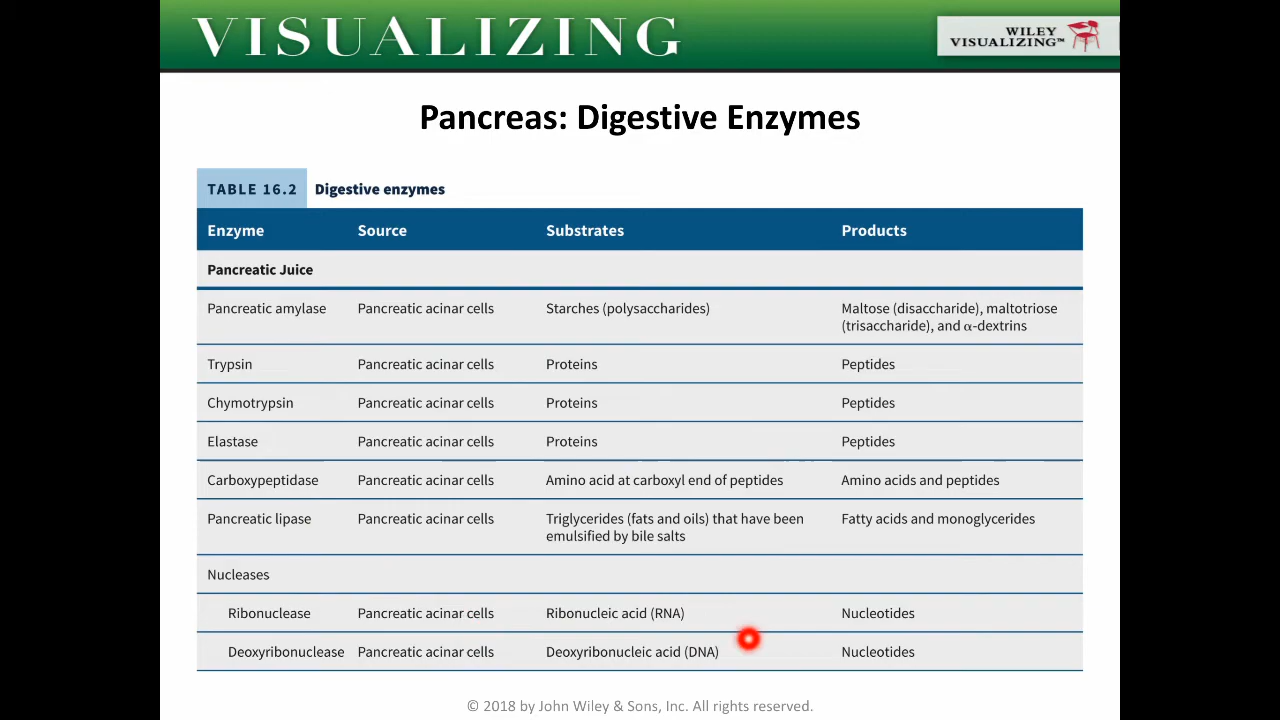 VISUALIZING
WILEY
VISUALIZING™
Pancreas: Digestive Enzymes
TABLE 16.2 Digestive enzymes
Enzyme Source Substrates Products
Pancreatic Juice
Pancreatic amylase Pancreatic acinar cells Starches (polysaccharides) Maltose (disaccharide), maltotriose
(trisaccharide), and α-dextrins
Trypsin Pancreatic acinar cells Proteins Peptides
Chymotrypsin Pancreatic acinar cells Proteins Peptides
Elastase Pancreatic acinar cells Proteins Peptides
Carboxypeptidase Pancreatic acinar cells Amino acid at carboxyl end of peptides Amino acids and peptides
Pancreatic lipase Pancreatic acinar cells Triglycerides (fats and oils) that have been Fatty acids and monoglycerides
emulsified by bile salts
Nucleases
Ribonuclease Pancreatic acinar cells Ribonucleic acid (RNA) Nucleotides
Deoxyribonuclease Pancreatic acinar cells Deoxyribonucleic acid (DNA) Nucleotides
© 2018 by John Wiley & Sons, Inc. All rights reserved.